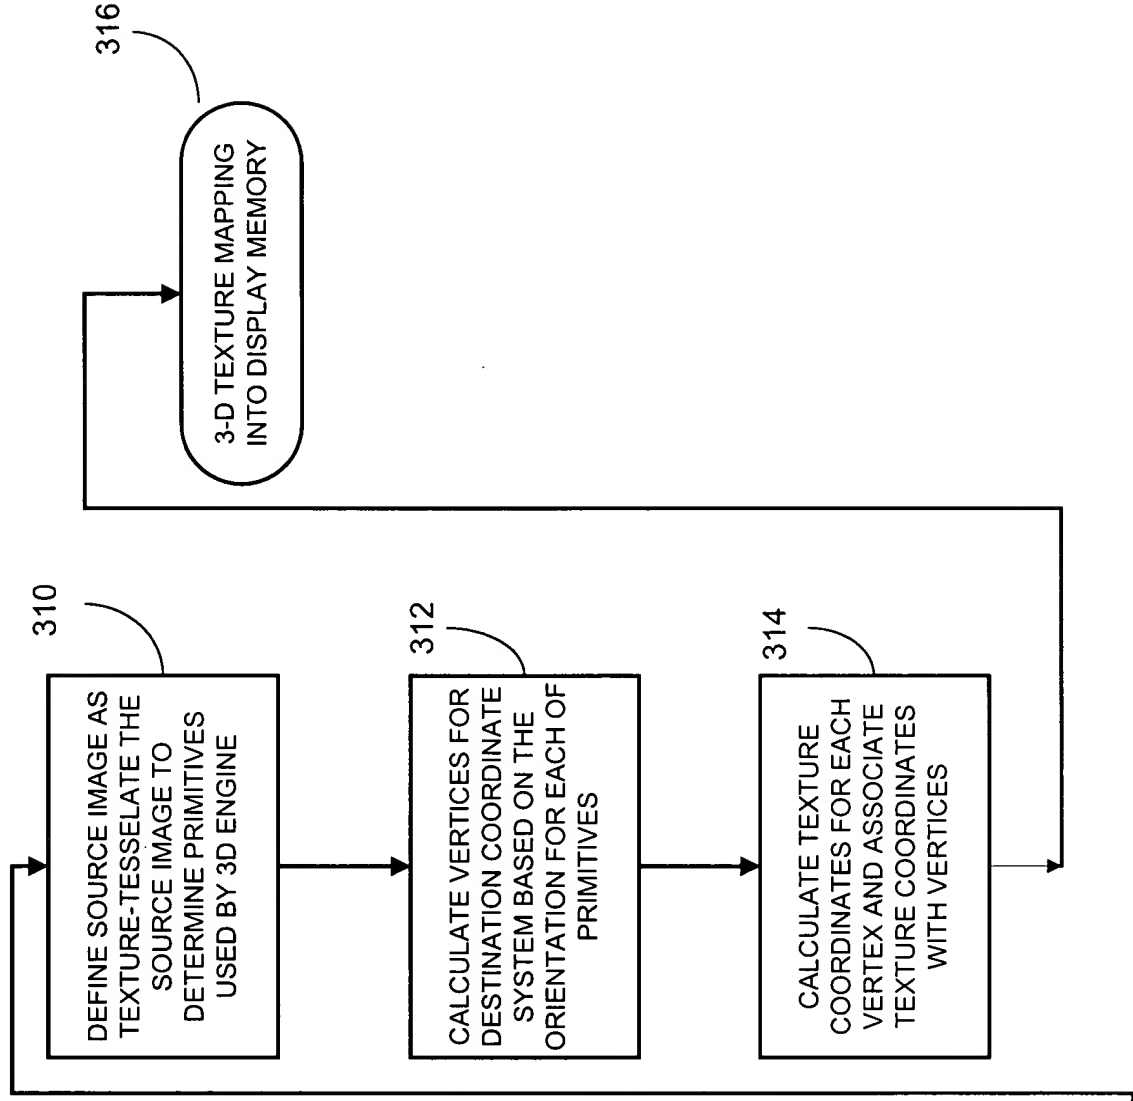 310
DEFINE SOURCE IMAGE AS
TEXTURE-TESSELATE THE
SOURCE IMAGE TO
DETERMINE PRIMITIVES
USED BY 3D ENGINE
312
CALCULATE VERTICES FOR
DESTINATION COORDINATE
SYSTEM BASED ON THE
ORIENTATION FOR EACH OF
PRIMITIVES
314
CALCULATE TEXTURE
COORDINATES FOR EACH
VERTEX AND ASSOCIATE
TEXTURE COORDINATES
WITH VERTICES
316
3-D TEXTURE MAPPING
INTO DISPLAY MEMORY